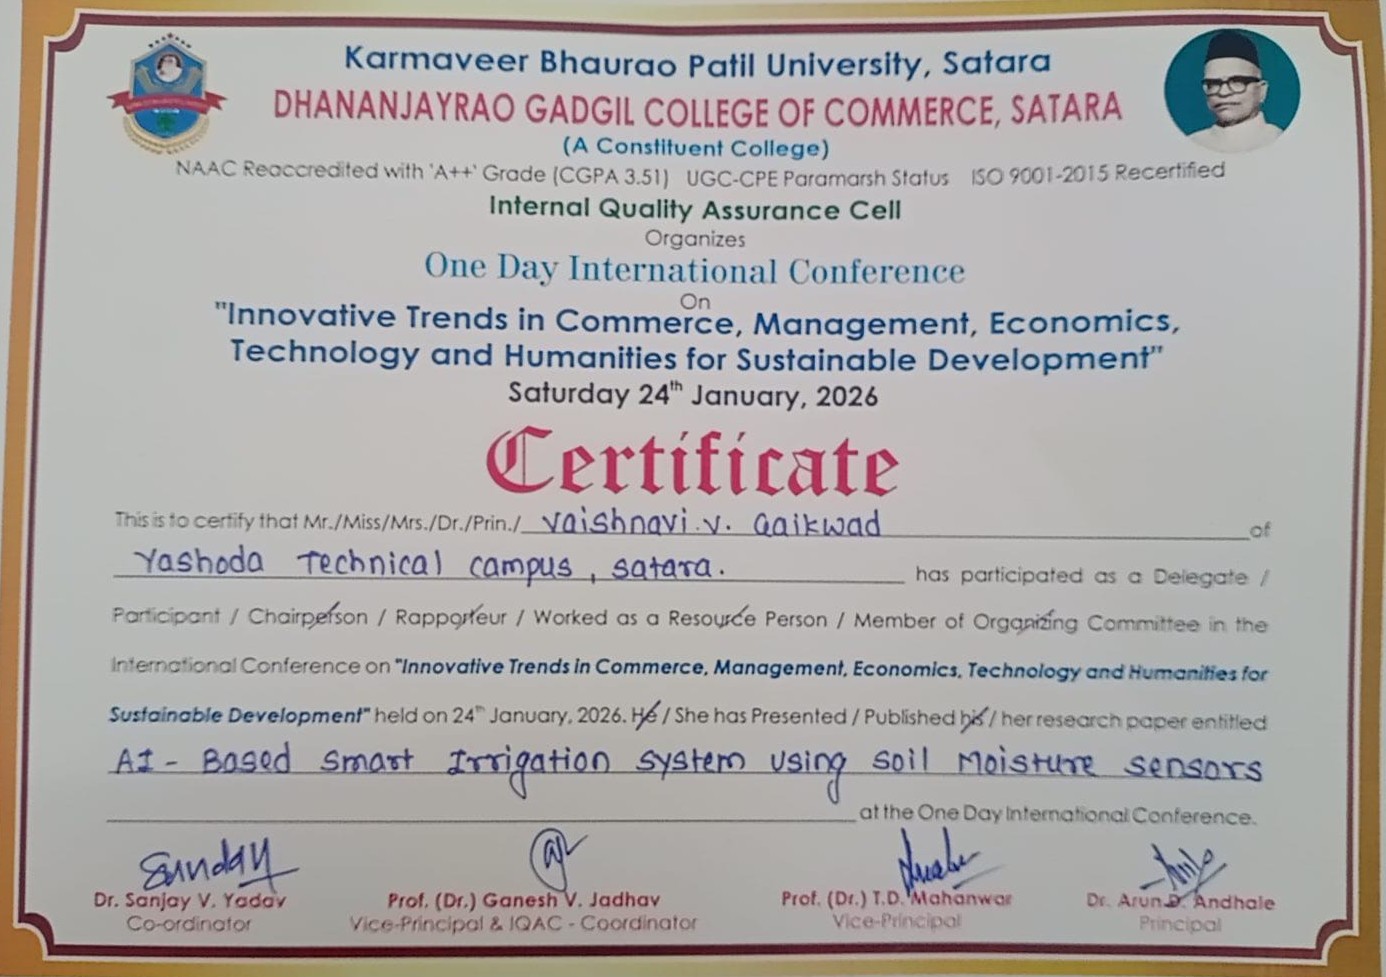 Karmaveer Bhaurao Patil University, Satara
DHANANJAYRAO GADGIL COLLEGE OF COMMERCE, SATARA
(A Constituent College)
NAAC Reaccredited with 'A++' Grade (CGPA 3.51) UGC-CPE Paramarsh Status ISO 9001-2015 Recertified
Internal Quality Assurance Cell
Organizes
One Day International Conference
On
"Innovative Trends in Commerce, Management, Economics,
Technology and Humanities for Sustainable Development"
Saturday 24th January, 2026
Certificate
This is to certify that Mr./Miss/Mrs./Dr./Prin./ Vaishnavi.V. Gaikwad of
Yashoda Technical campus, satara. has participated as a Delegate /
Participant / Chairperson / Rapporteur / Worked as a Resource Person / Member of Organizing Committee in the
International Conference on "Innovative Trends in Commerce, Management, Economics, Technology and Humanities for
Sustainable Development" held on 24th January, 2026. He / She has Presented / Published his / her research paper entitled
AI - Based Smart Irrigation system using soil Moisture sensors
at the One Day International Conference.
Dr. Sanjay V. Yadav Prof. (Dr.) Ganesh V. Jadhav Prof. (Dr.) T.D. Mahanwar Dr. Arun D. Andhale
Co-ordinator Vice-Principal & IQAC - Coordinator Vice-Principal Principal